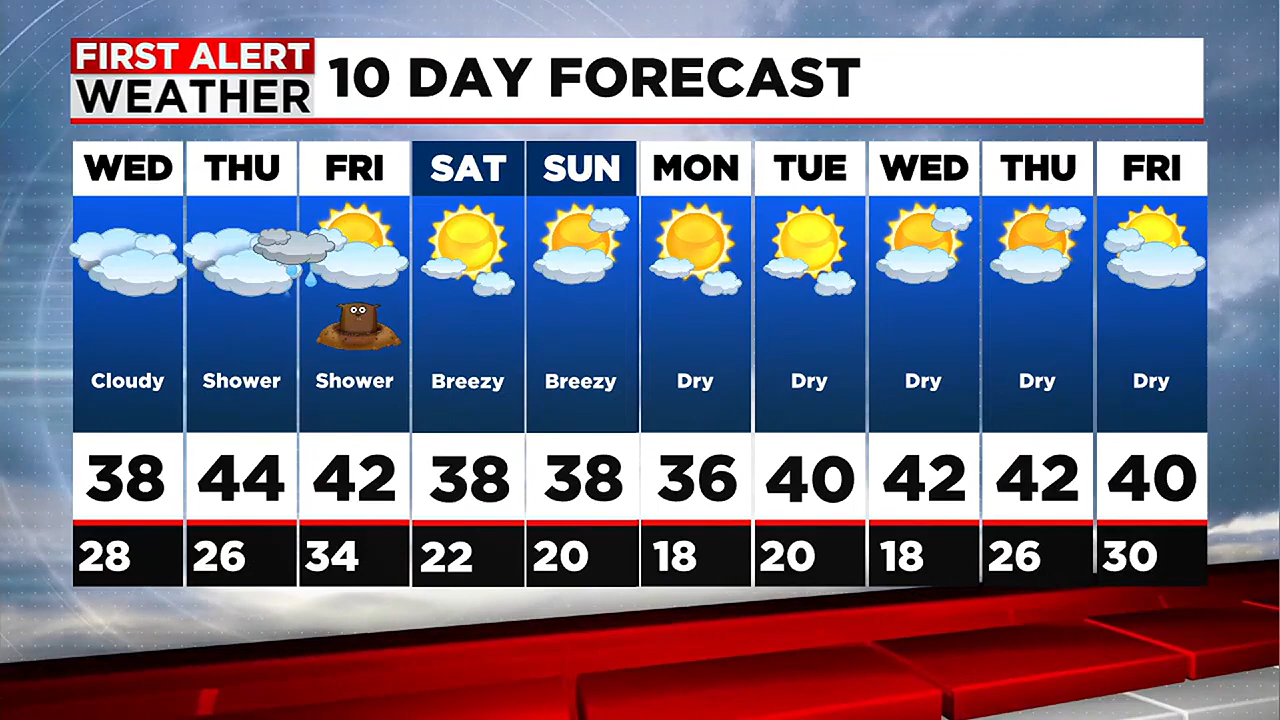 FIRST ALERT
WEATHER
10 DAY FORECAST
WED THU FRI SAT SUN MON TUE WED THU FRI
Cloudy Shower Shower Breezy Breezy Dry Dry Dry Dry Dry
38 44 42 38 38 36 40 42 42 40
28 26 34 22 20 18 20 18 26 30